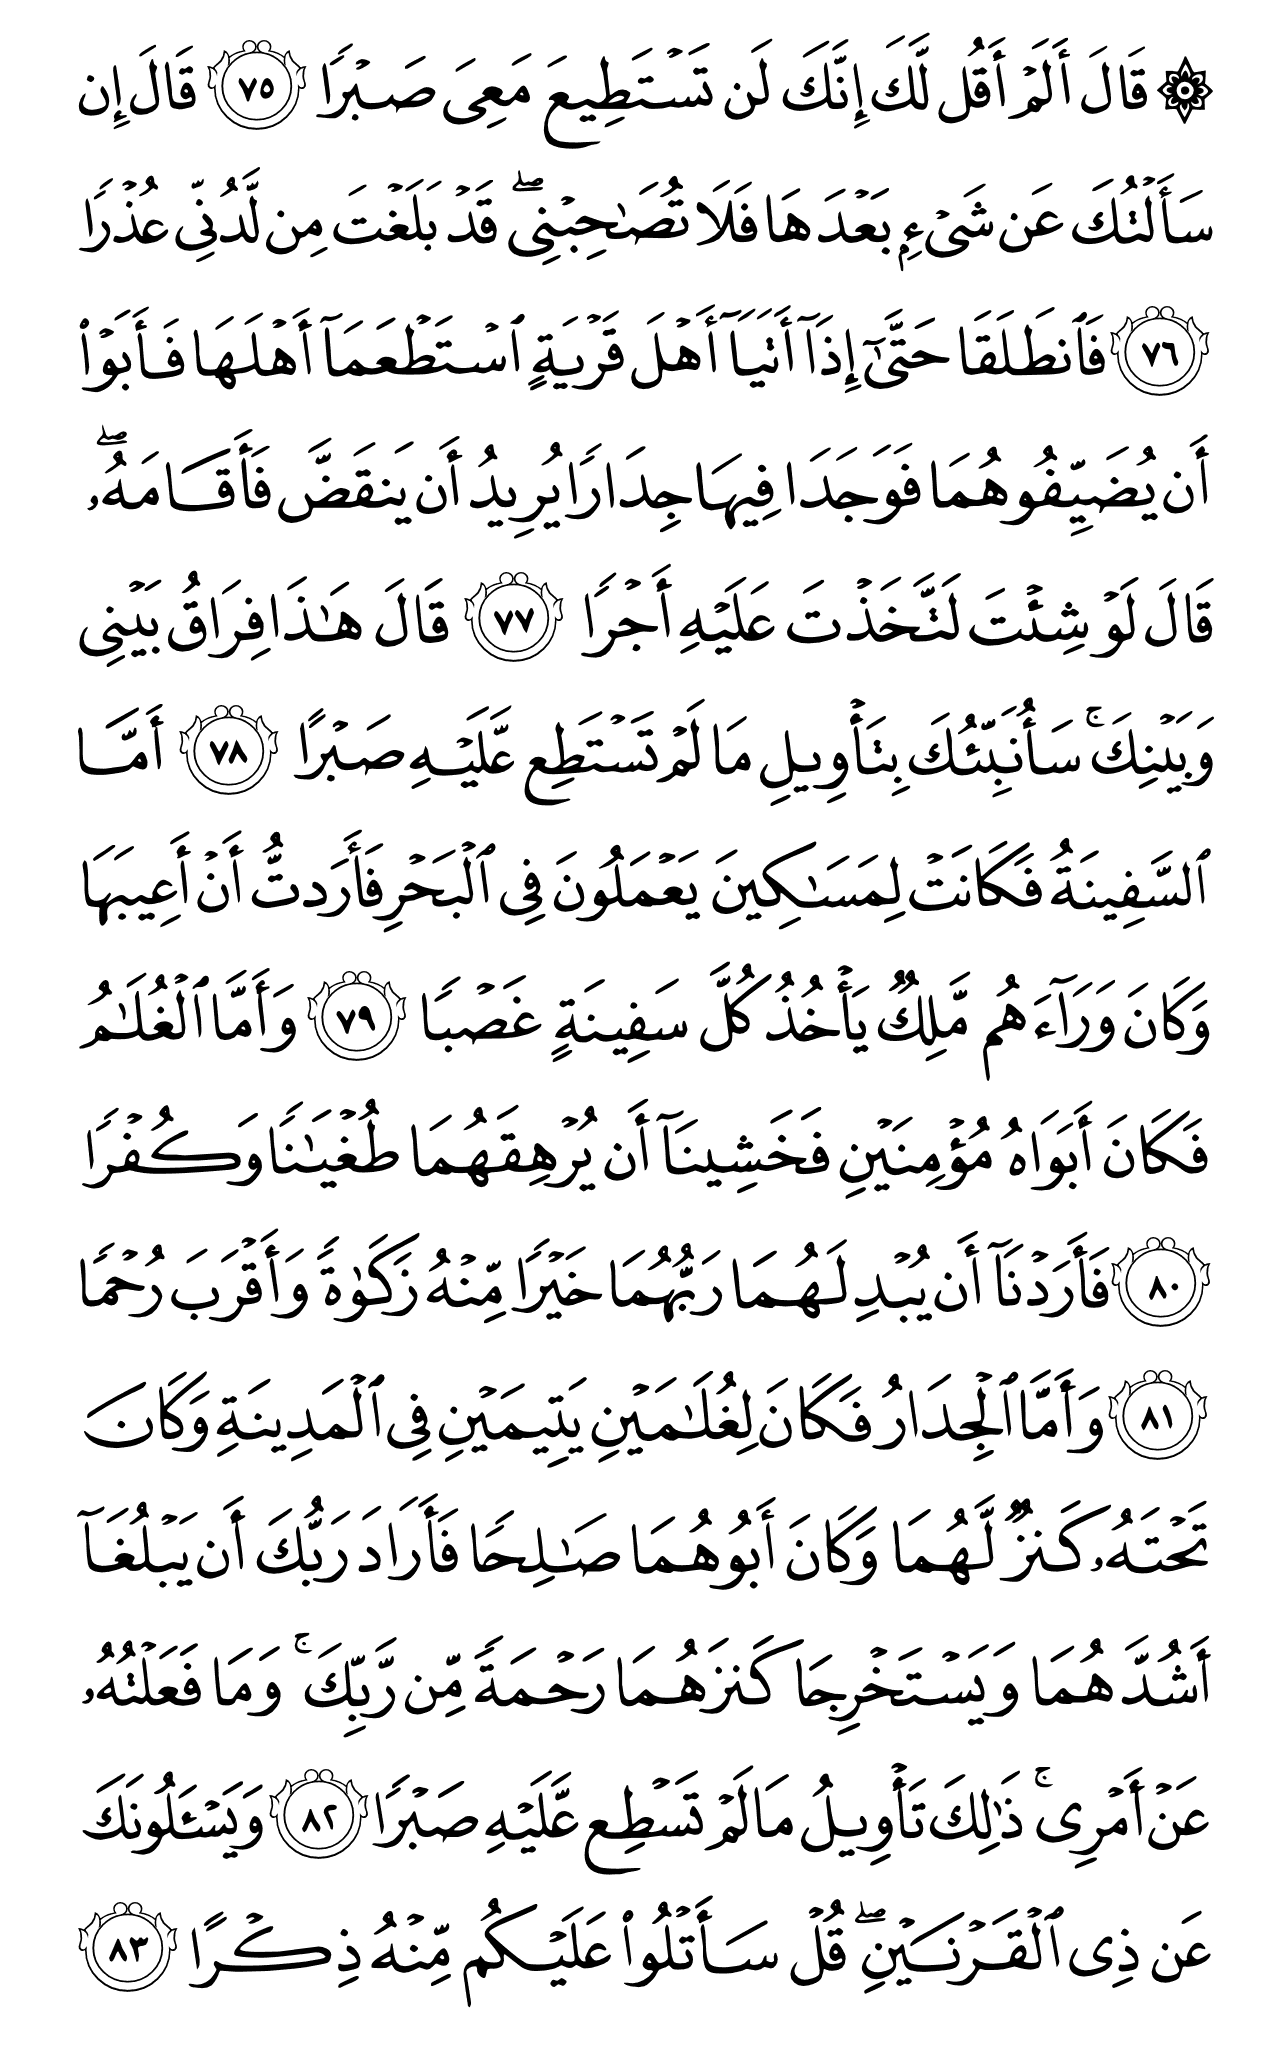 ۞ قَالَ أَلَمۡ أَقُل لَّكَ إِنَّكَ لَن تَسۡتَطِيعَ مَعِىَ صَبۡرًا ٧٥ قَالَ إِن
سَأَلۡتُكَ عَن شَىۡءِۭ بَعۡدَهَا فَلَا تُصَـٰحِبۡنِىۖ قَدۡ بَلَغۡتَ مِن لَّدُنِّى عُذۡرًا
٧٦ فَٱنطَلَقَا حَتَّىٰٓ إِذَآ أَتَيَآ أَهۡلَ قَرۡيَةٍ ٱسۡتَطۡعَمَآ أَهۡلَهَا فَأَبَوۡا۟
أَن يُضَيِّفُوهُمَا فَوَجَدَا فِيهَا جِدَارًا يُرِيدُ أَن يَنقَضَّ فَأَقَامَهُۥۖ
قَالَ لَوۡ شِئۡتَ لَتَّخَذۡتَ عَلَيۡهِ أَجۡرًا ٧٧ قَالَ هَـٰذَا فِرَاقُ بَيۡنِى
وَبَيۡنِكَۚ سَأُنَبِّئُكَ بِتَأۡوِيلِ مَا لَمۡ تَسۡتَطِع عَّلَيۡهِ صَبۡرًا ٧٨ أَمَّا
ٱلسَّفِينَةُ فَكَانَتۡ لِمَسَـٰكِينَ يَعۡمَلُونَ فِى ٱلۡبَحۡرِ فَأَرَدتُّ أَنۡ أَعِيبَهَا
وَكَانَ وَرَآءَهُم مَّلِكٌ يَأۡخُذُ كُلَّ سَفِينَةٍ غَصۡبًا ٧٩ وَأَمَّا ٱلۡغُلَـٰمُ
فَكَانَ أَبَوَاهُ مُؤۡمِنَيۡنِ فَخَشِينَآ أَن يُرۡهِقَهُمَا طُغۡيَـٰنًا وَكُفۡرًا
٨٠ فَأَرَدۡنَآ أَن يُبۡدِلَهُمَا رَبُّهُمَا خَيۡرًا مِّنۡهُ زَكَوٰةً وَأَقۡرَبَ رُحۡمًا
٨١ وَأَمَّا ٱلۡجِدَارُ فَكَانَ لِغُلَـٰمَيۡنِ يَتِيمَيۡنِ فِى ٱلۡمَدِينَةِ وَكَانَ
تَحۡتَهُۥ كَنزٌ لَّهُمَا وَكَانَ أَبُوهُمَا صَـٰلِحًا فَأَرَادَ رَبُّكَ أَن يَبۡلُغَآ
أَشُدَّهُمَا وَيَسۡتَخۡرِجَا كَنزَهُمَا رَحۡمَةً مِّن رَّبِّكَۚ وَمَا فَعَلۡتُهُۥ
عَنۡ أَمۡرِىۚ ذَٰلِكَ تَأۡوِيلُ مَا لَمۡ تَسۡطِع عَّلَيۡهِ صَبۡرًا ٨٢ وَيَسۡـَٔلُونَكَ
عَن ذِى ٱلۡقَرۡنَيۡنِۖ قُلۡ سَأَتۡلُوا۟ عَلَيۡكُم مِّنۡهُ ذِكۡرًا ٨٣